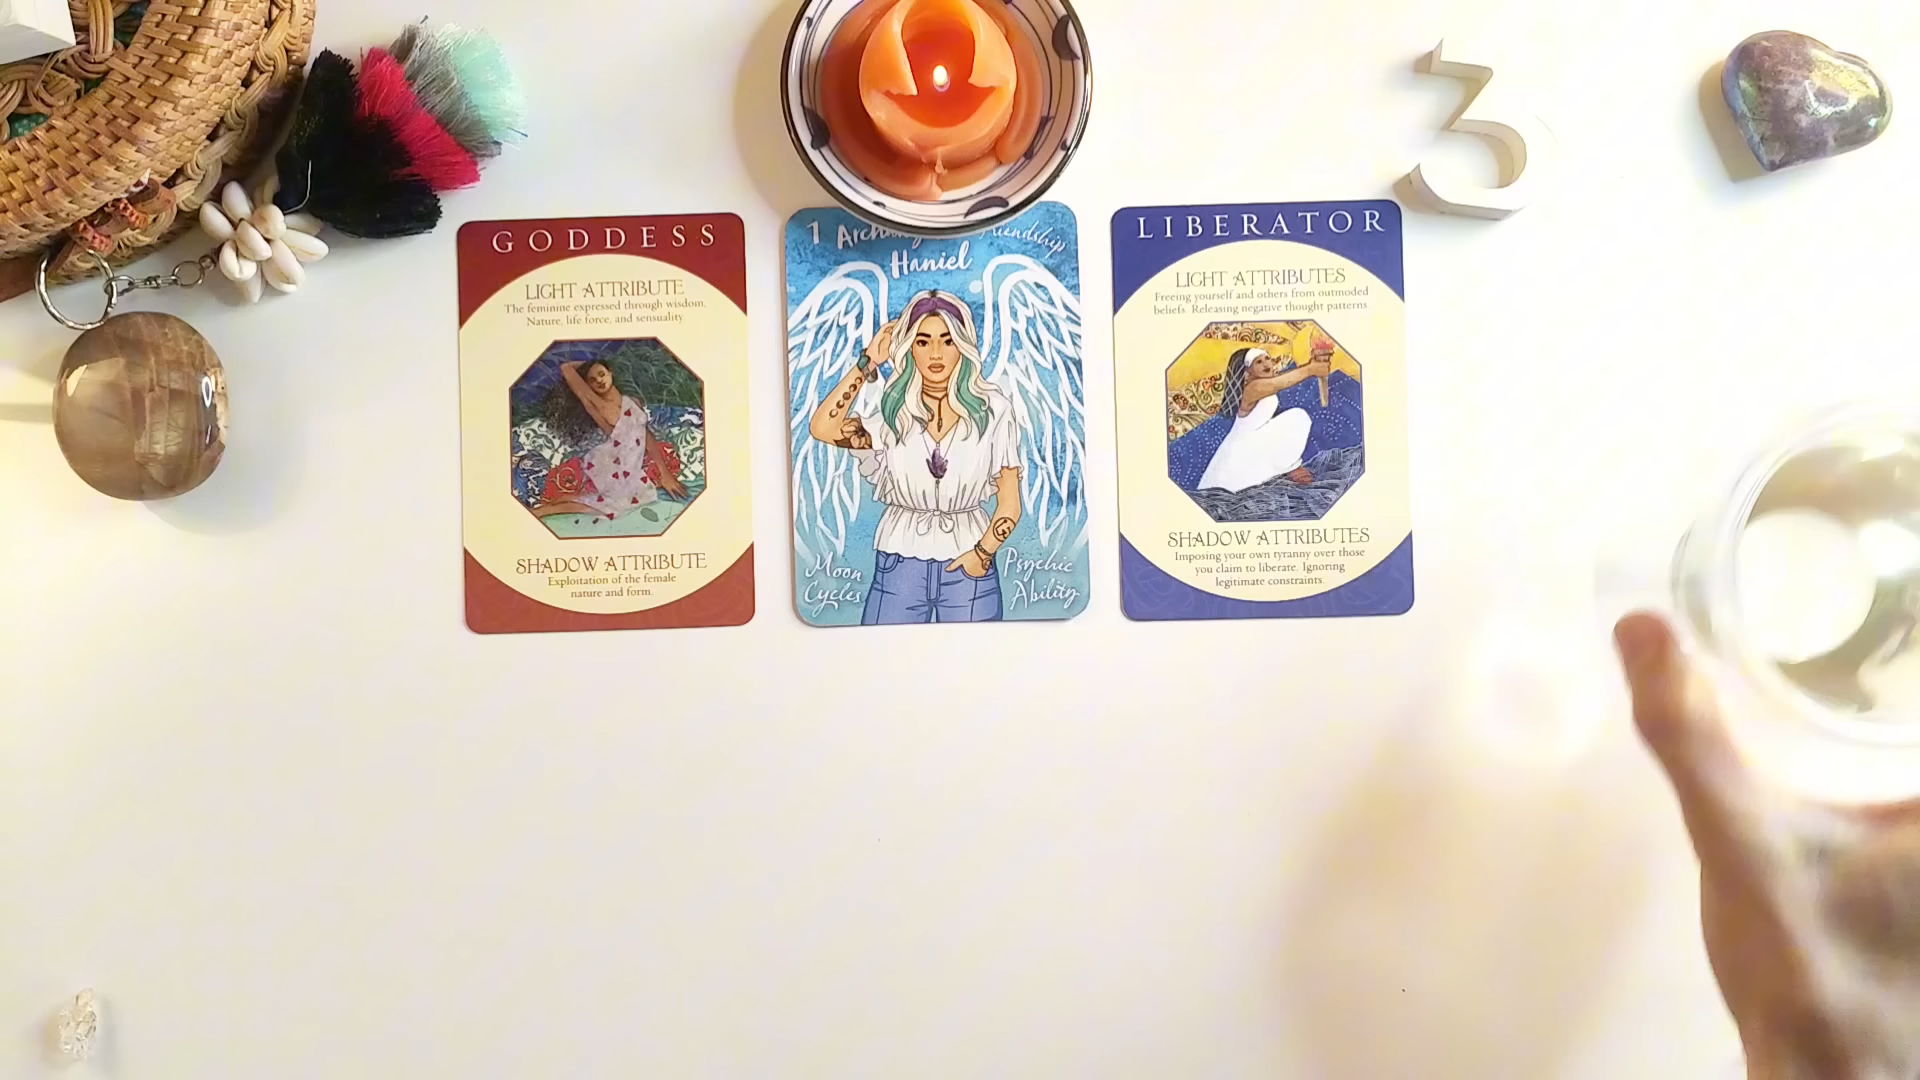 GODDESS
LIGHT ATTRIBUTE
The feminine expressed through wisdom.
Nature, life force, and sensuality.
SHADOW ATTRIBUTE
Exploitation of the female
nature and form.
1
Haniel
Moon
Cycles
Psychic
Ability
LIBERATOR
LIGHT ATTRIBUTES
Freeing yourself and others from outmoded
beliefs. Releasing negative thought patterns.
SHADOW ATTRIBUTES
Imposing your own tyranny over those
you claim to liberate. Ignoring
legitimate constraints.
3